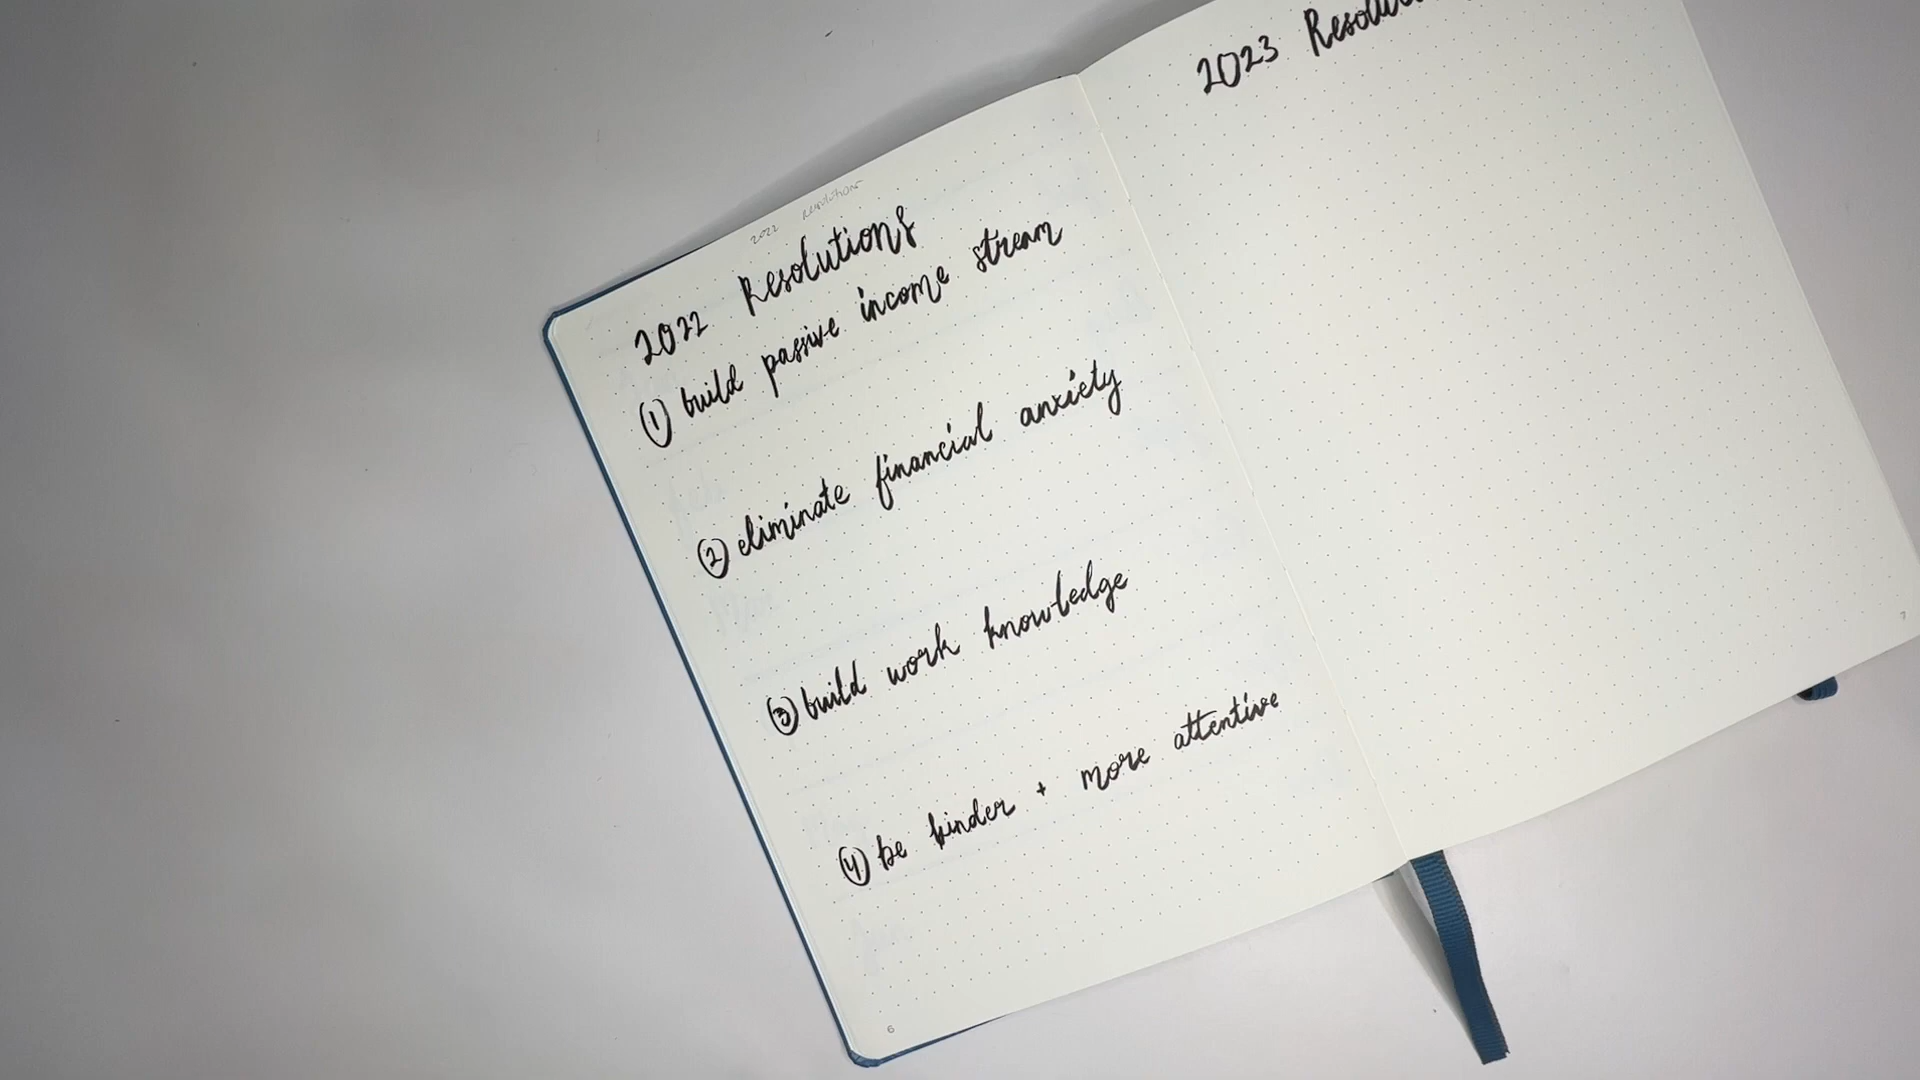 2022 resolutions
2022 Resolutions
① build passive income stream
② eliminate financial anxiety
③ build work knowledge
④ be kinder + more attentive
6
2023
7